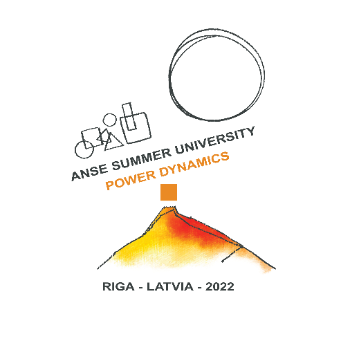 ANSE SUMMER UNIVERSITY
POWER DYNAMICS
RIGA - LATVIA - 2022